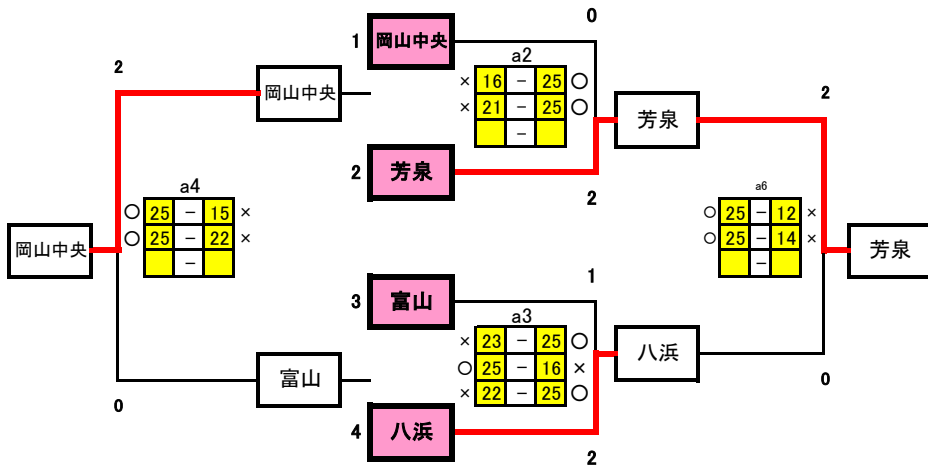 0
1 岡山中央
a2
2
岡山中央
× 16 － 25 ○
× 21 － 25 ○
－
芳泉
2
2 芳泉
2
a4
○ 25 － 15 ×
○ 25 － 22 ×
－
a6
○ 25 － 12 ×
○ 25 － 14 ×
－
岡山中央
芳泉
3 富山
1
a3
× 23 － 25 ○
○ 25 － 16 ×
× 22 － 25 ○
八浜
富山
0
0
4 八浜
2